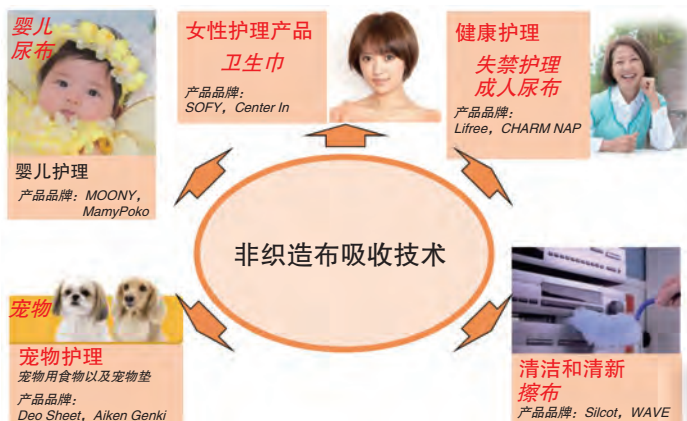 婴儿
尿布
婴儿护理
产品品牌：MOONY，
MamyPoko
女性护理产品
卫生巾
产品品牌：
SOFY，Center In
健康护理
失禁护理
成人尿布
产品品牌：
Lifree，CHARM NAP
非织造布吸收技术
宠物
宠物护理
宠物用食物以及宠物垫
产品品牌：
Deo Sheet，Aiken Genki
清洁和清新
擦布
产品品牌：Silcot，WAVE